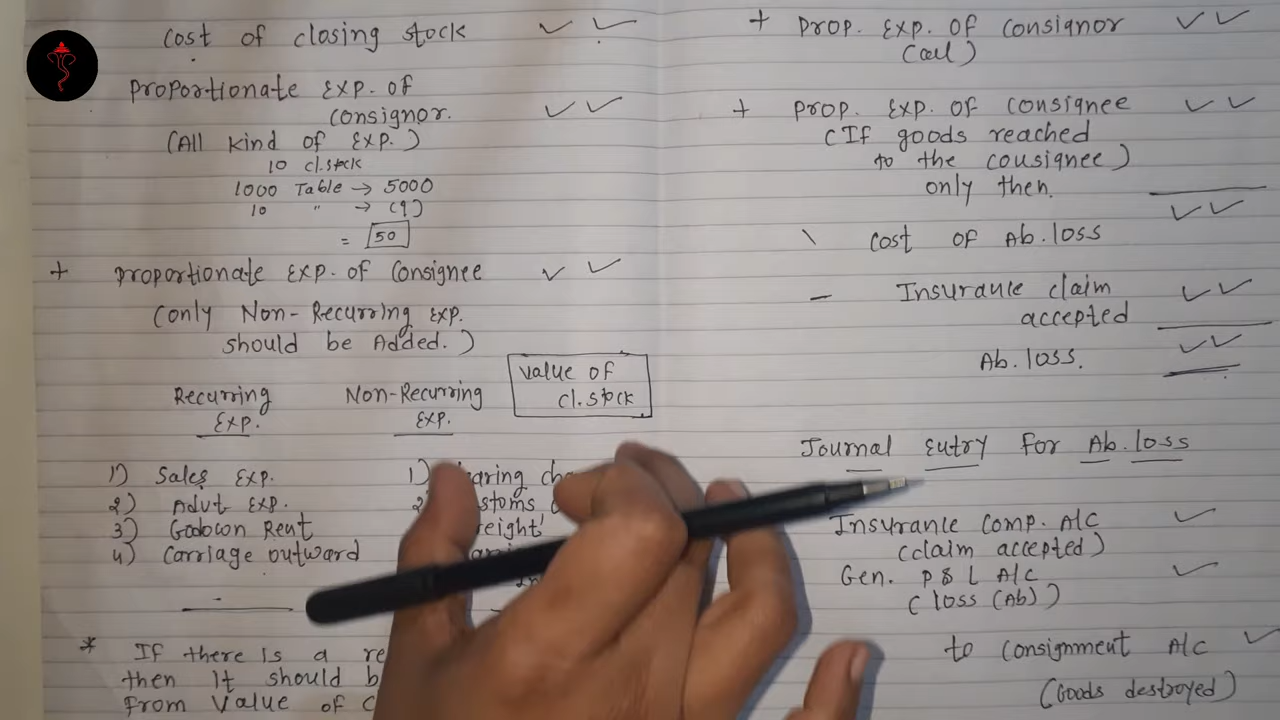 Cost of closing stock
Proportionate Exp. of
consignor.
(All kind of Exp.)
10 cl.stock
1000 Table → 5000
10 " → (?)
= 50
+ Proportionate Exp. of Consignee
(only Non-Recurring Exp.
should be Added.)
value of
cl.stock
Recurring
Exp.
Non-Recurring
Exp.
1) Sales Exp.
2) Advt Exp.
3) Godown Rent
4) Carriage outward
1)
2)
* If there is a
then It should
from value of
+ Prop. Exp. of consignor
(all)
+ Prop. Exp. of consignee
(If goods reached
to the consignee)
only then.
Cost of Ab.loss
- Insurance claim
accepted
Ab.loss.
Journal Entry for Ab.loss
Insurance Comp. A/c
(claim accepted)
Gen. P & L A/c
(loss (Ab))
to consignment A/c
(Goods destroyed)